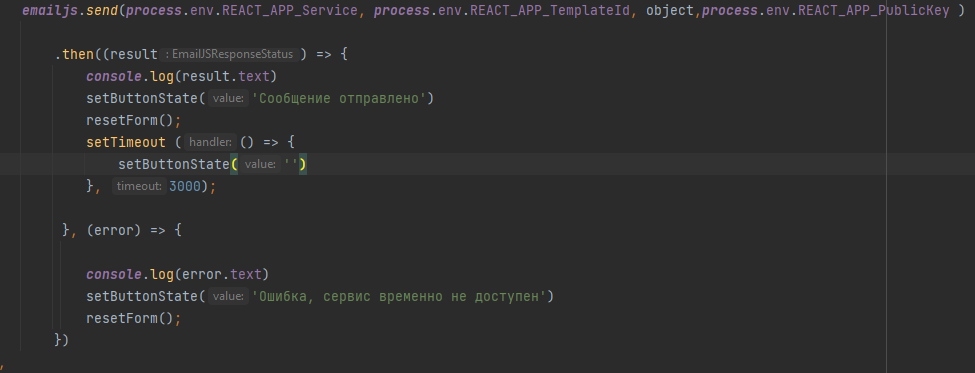 emailjs.send(process.env.REACT_APP_Service, process.env.REACT_APP_TemplateId, object,process.env.REACT_APP_PublicKey )
.then((result : EmailJSResponseStatus ) => {
console.log(result.text)
setButtonState( value: 'Сообщение отправлено')
resetForm();
setTimeout ( handler: () => {
setButtonState( value: '')
}, timeout: 3000);
}, (error) => {
console.log(error.text)
setButtonState( value: 'Ошибка, сервис временно не доступен')
resetForm();
})
,